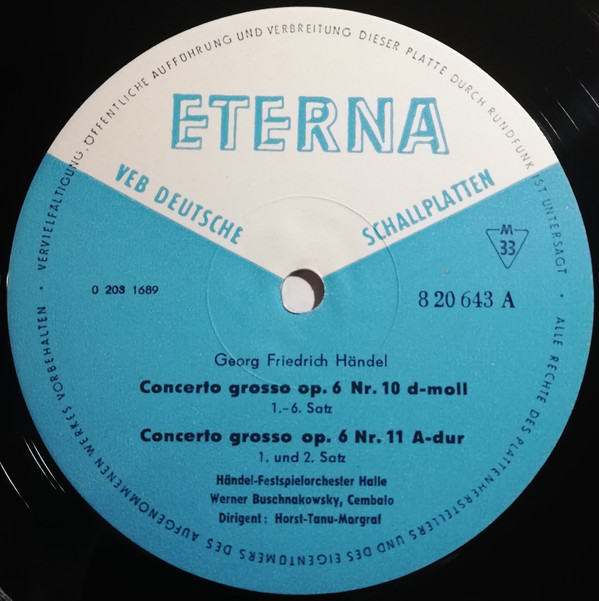 ETERNA
VEB DEUTSCHE SCHALLPLATTEN
M
33
0 203 1689
8 20 643 A
Georg Friedrich Händel
Concerto grosso op. 6 Nr. 10 d-moll
1.-6. Satz
Concerto grosso op. 6 Nr. 11 A-dur
1. und 2. Satz
Händel-Festspielorchester Halle
Werner Buschnakowsky, Cembalo
Dirigent: Horst-Tanu-Margraf
• ALLE RECHTE DES PLATTENHERSTELLERS UND DES EIGENTÜMERS DES AUFGENOMMENEN WERKES VORBEHALTEN • VERVIELFÄLTIGUNG, ÖFFENTLICHE AUFFÜHRUNG UND VERBREITUNG DIESER PLATTE DURCH RUNDFUNK IST UNTERSAGT